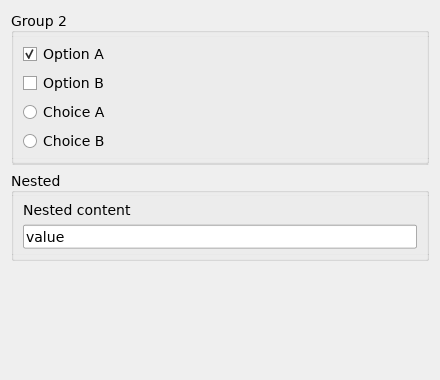 Group 2
Option A
Option B
Choice A
Choice B
Nested
Nested content
value